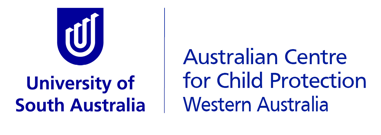 University of
South Australia
Australian Centre
for Child Protection
Western Australia